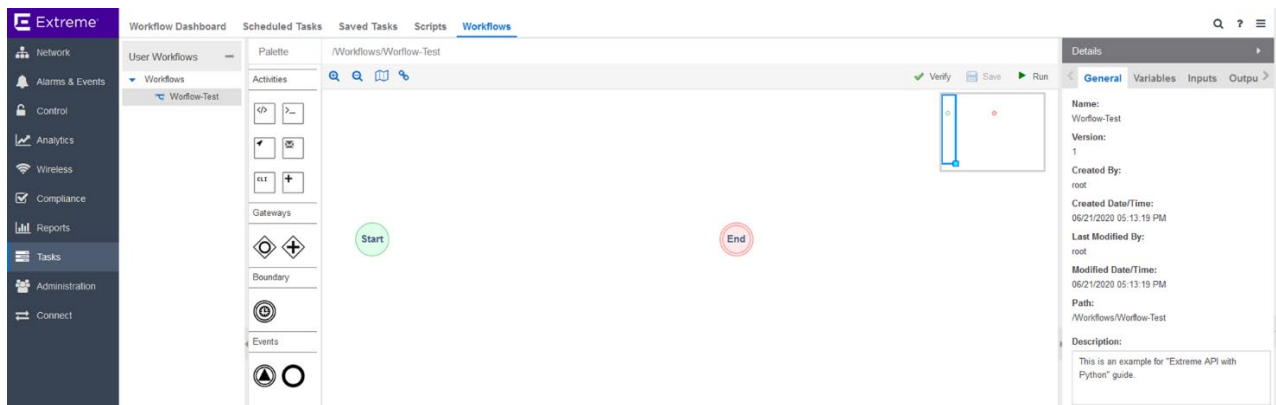 Extreme
Workflow Dashboard Scheduled Tasks Saved Tasks Scripts Workflows
Network
Alarms & Events
Control
Analytics
Wireless
Compliance
Reports
Tasks
Administration
Connect
User Workflows
Workflows
Worflow-Test
Palette
Activities
</>
>_
CLI
Gateways
Boundary
Events
/Workflows/Worflow-Test
Verify Save Run
Start
End
Details
General Variables Inputs Outpu
Name:
Worflow-Test
Version:
1
Created By:
root
Created Date/Time:
06/21/2020 05:13:19 PM
Last Modified By:
root
Modified Date/Time:
06/21/2020 05:13:19 PM
Path:
/Workflows/Worflow-Test
Description:
This is an example for "Extreme API with
Python" guide.